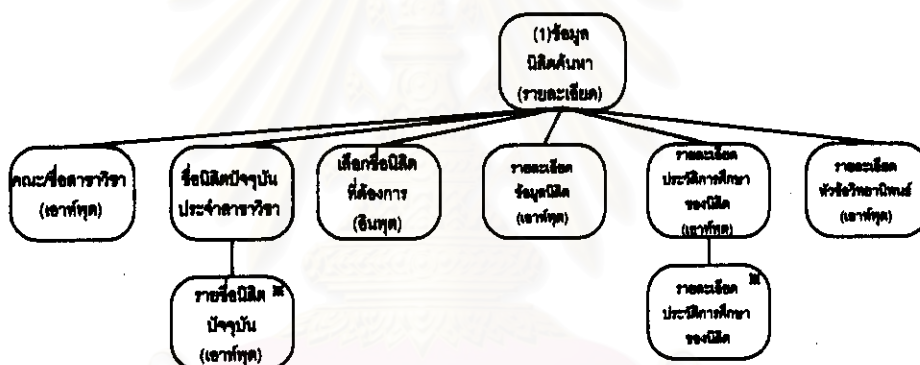 (1)ข้อมูล
นิสิตค้นหา
(รายละเอียด)
คณะ/ชื่อสาขาวิชา
(เอาท์พุต)
ชื่อนิสิตปัจจุบัน
ประจำสาขาวิชา
เลือกชื่อนิสิต
ที่ต้องการ
(อินพุต)
รายละเอียด
ข้อมูลนิสิต
(เอาท์พุต)
รายละเอียด
ประวัติการศึกษา
ของนิสิต
(เอาท์พุต)
รายละเอียด
หัวข้อวิทยานิพนธ์
(เอาท์พุต)
รายชื่อนิสิต *
ปัจจุบัน
(เอาท์พุต)
รายละเอียด *
ประวัติการศึกษา
ของนิสิต